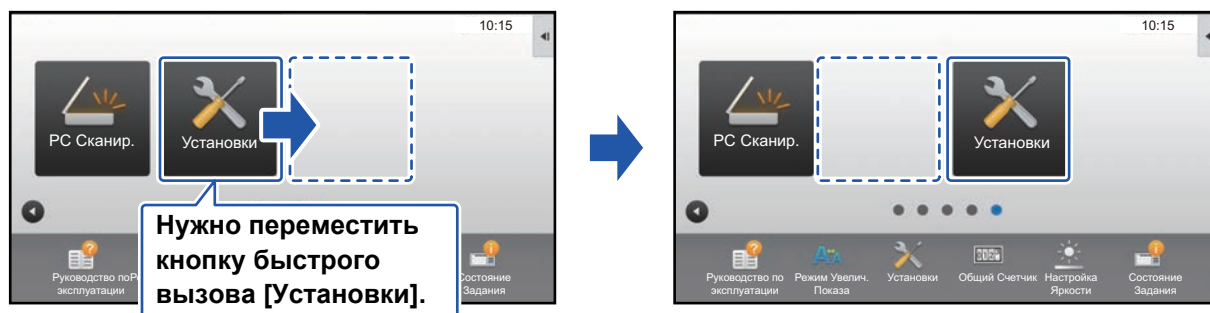 10:15
PC Сканир.
Установки
Нужно переместить
кнопку быстрого
вызова [Установки].
Руководство по
эксплуатации
Состояние
Задания
10:15
PC Сканир.
Установки
Руководство по
эксплуатации
Режим Увелич.
Показа
Установки
Общий Счетчик
Настройка
Яркости
Состояние
Задания